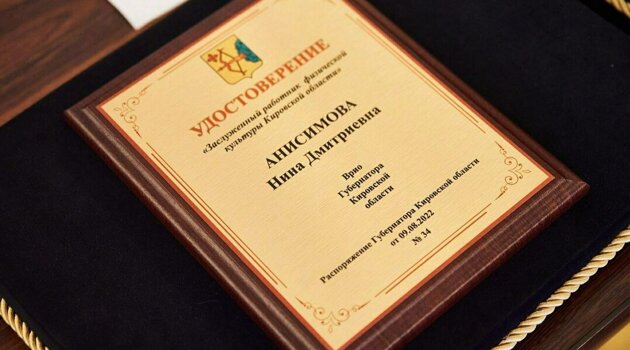 УДОСТОВЕРЕНИЕ
«Заслуженный работник физической
культуры Кировской области»
АНИСИМОВА
Нина Дмитриевна
Врио
Губернатора
Кировской
области
Распоряжение Губернатора Кировской области
от 09.08.2022
№ 34